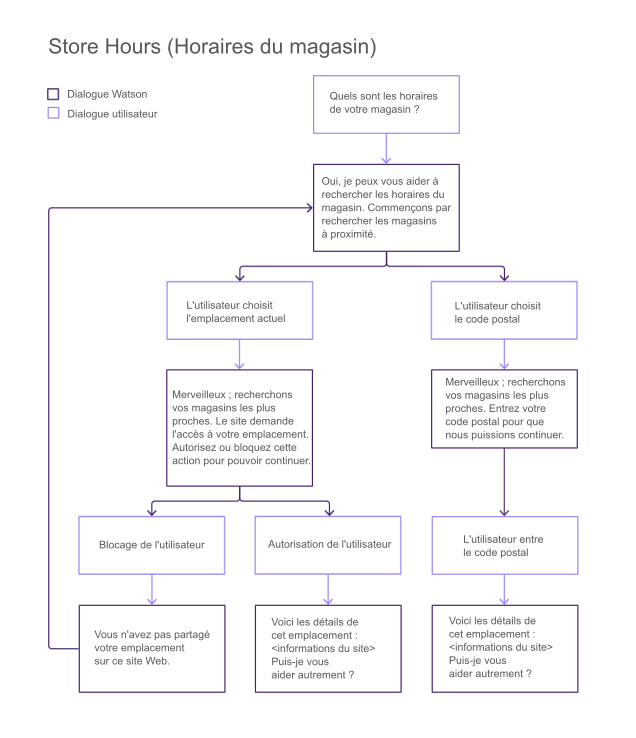 Store Hours (Horaires du magasin)
Dialogue Watson
Dialogue utilisateur
Quels sont les horaires
de votre magasin ?
Oui, je peux vous aider à
rechercher les horaires du
magasin. Commençons par
rechercher les magasins
à proximité.
L'utilisateur choisit
l'emplacement actuel
L'utilisateur choisit
le code postal
Merveilleux ; recherchons
vos magasins les plus
proches. Le site demande
l'accès à votre emplacement.
Autorisez ou bloquez cette
action pour pouvoir continuer.
Merveilleux ; recherchons
vos magasins les plus
proches. Entrez votre
code postal pour que
nous puissions continuer.
Blocage de l'utilisateur
Autorisation de l'utilisateur
L'utilisateur entre
le code postal
Vous n'avez pas partagé
votre emplacement
sur ce site Web.
Voici les détails de
cet emplacement :
<informations du site>
Puis-je vous
aider autrement ?
Voici les détails de
cet emplacement :
<informations du site>
Puis-je vous
aider autrement ?